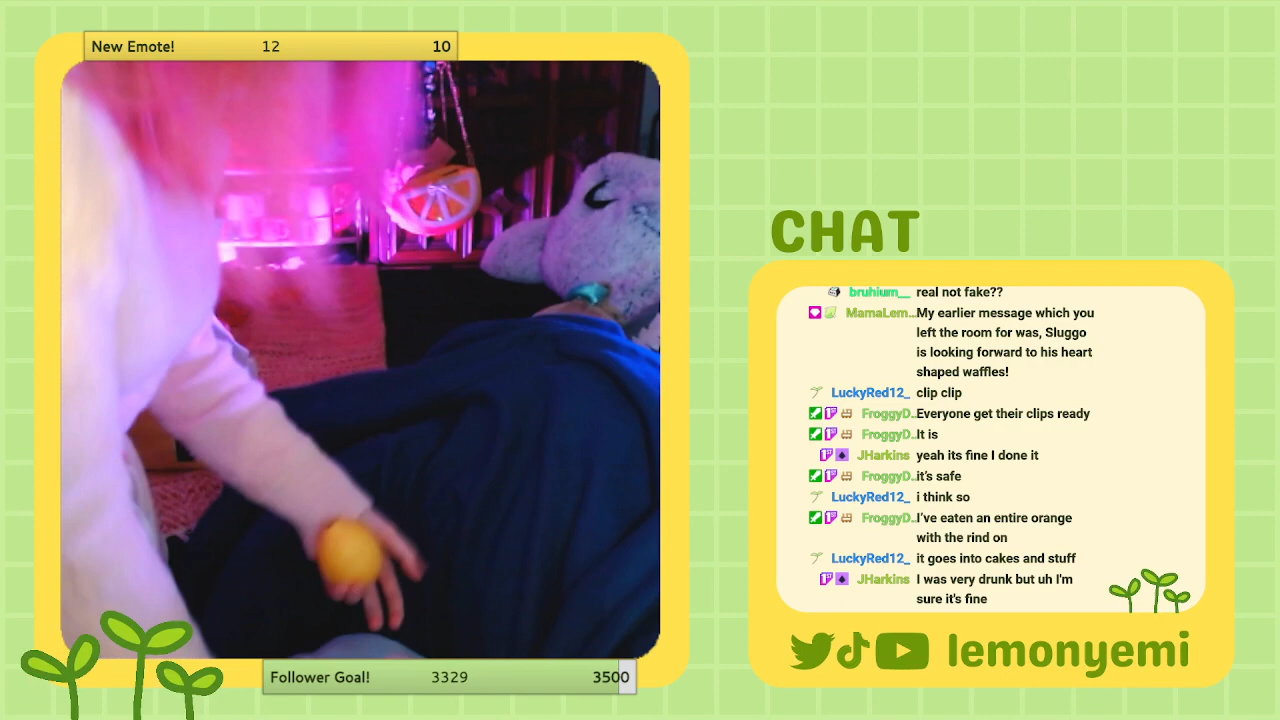 New Emote! 12 10
CHAT
bruhium__ real not fake??
MamaLem... My earlier message which you
left the room for was, Sluggo
is looking forward to his heart
shaped waffles!
LuckyRed12_ clip clip
FroggyD... Everyone get their clips ready
FroggyD... It is
JHarkins yeah its fine I done it
FroggyD... it's safe
LuckyRed12_ i think so
FroggyD... I've eaten an entire orange
with the rind on
LuckyRed12_ it goes into cakes and stuff
JHarkins I was very drunk but uh I'm
sure it's fine
lemonyemi
Follower Goal! 3329 3500